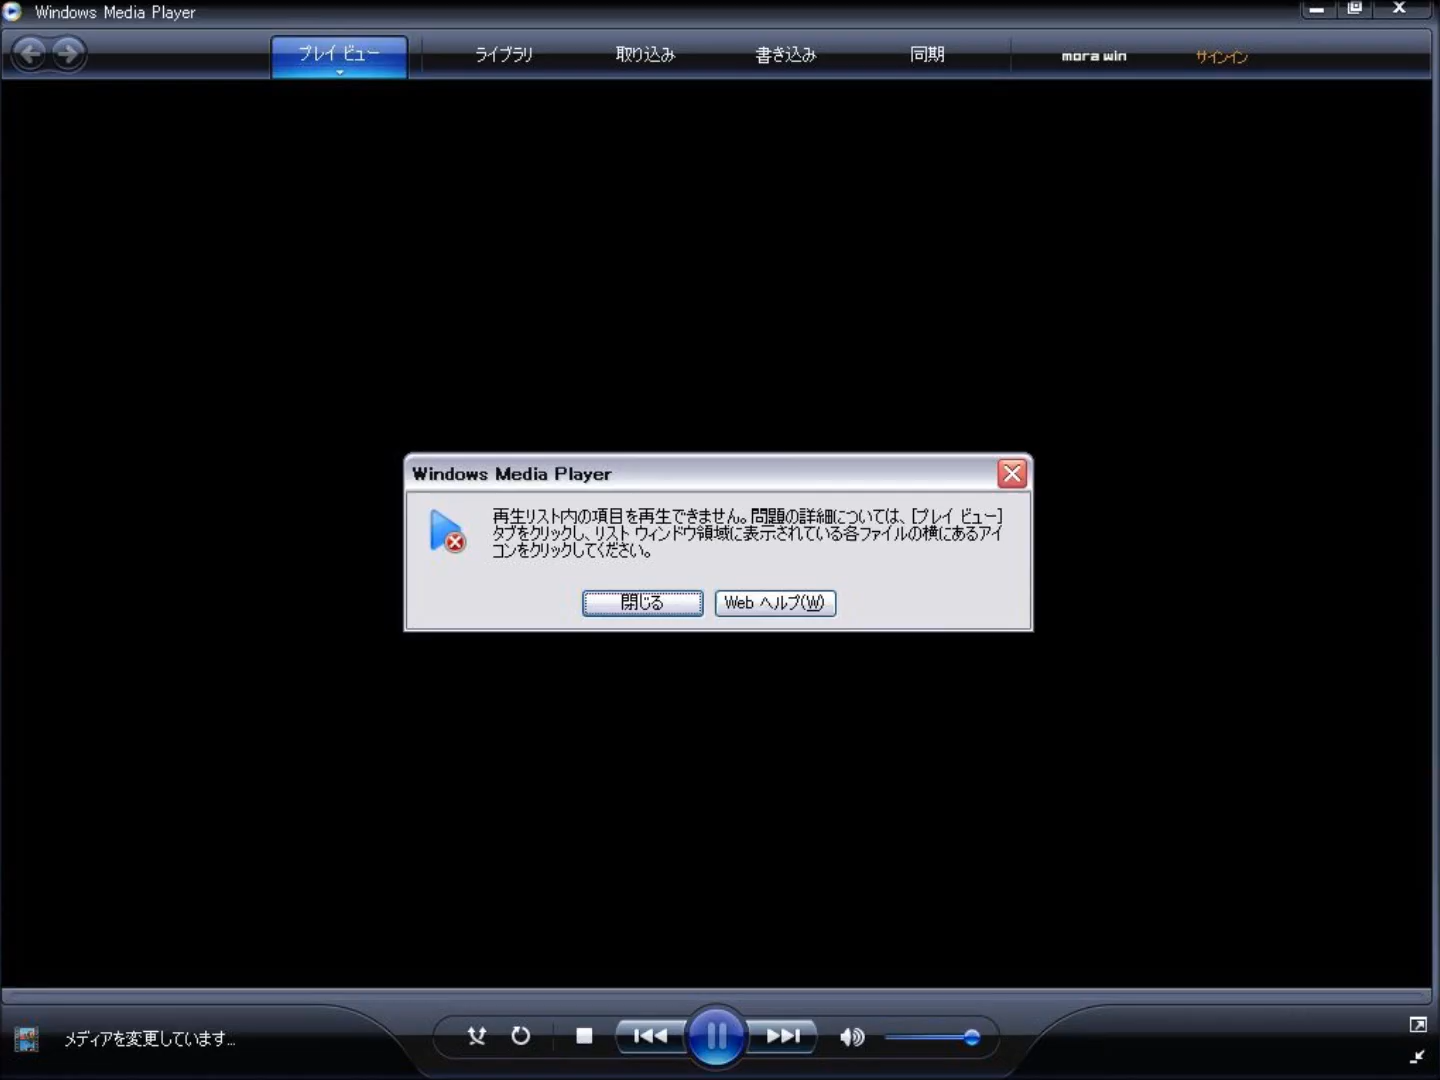 Windows Media Player
プレイ ビュー
ライブラリ
取り込み
書き込み
同期
mora win
サインイン
Windows Media Player
再生リスト内の項目を再生できません。問題の詳細については、[プレイ ビュー]
タブをクリックし、リスト ウィンドウ領域に表示されている各ファイルの横にあるアイ
コンをクリックしてください。
閉じる
Web ヘルプ(W)
メディアを変更しています...